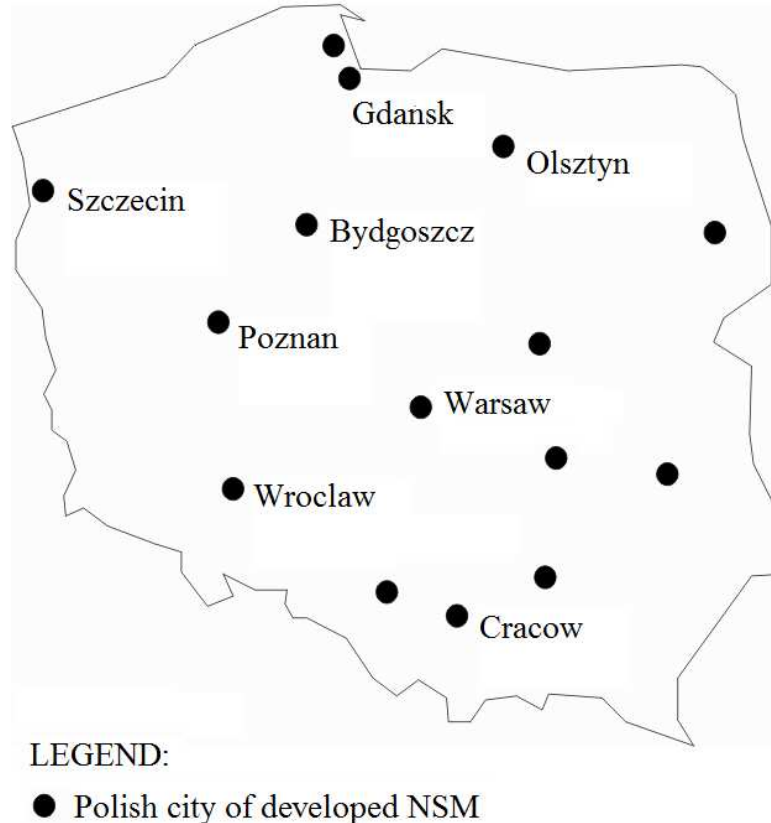 Gdansk
Olsztyn
Szczecin
Bydgoszcz
Poznan
Warsaw
Wroclaw
Cracow
LEGEND:
Polish city of developed NSM